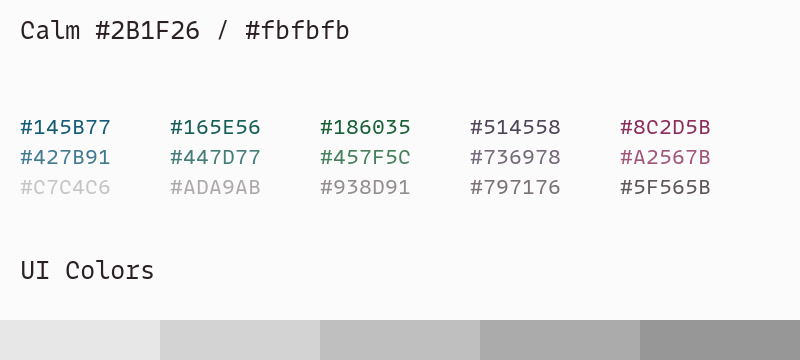 Calm #2B1F26 / #fbfbfb
#145B77 #165E56 #186035 #514558 #8C2D5B
#427B91 #447D77 #457F5C #736978 #A2567B
#C7C4C6 #ADA9AB #938D91 #797176 #5F565B
UI Colors